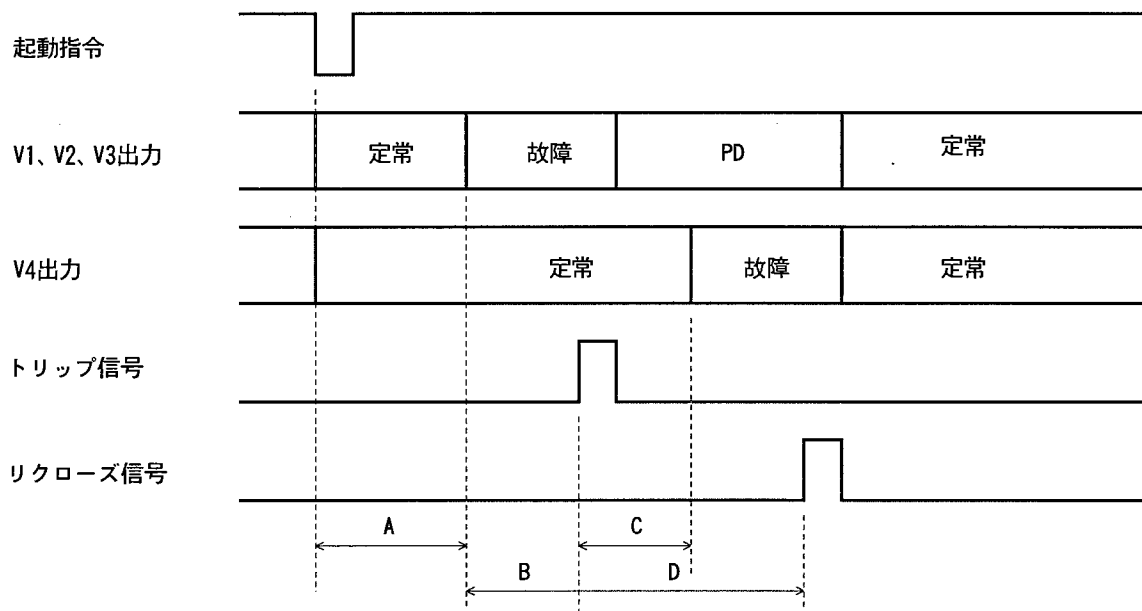 起動指令
V1、V2、V3出力
定常
故障
PD
定常
V4出力
定常
故障
定常
トリップ信号
リクローズ信号
A
C
B
D